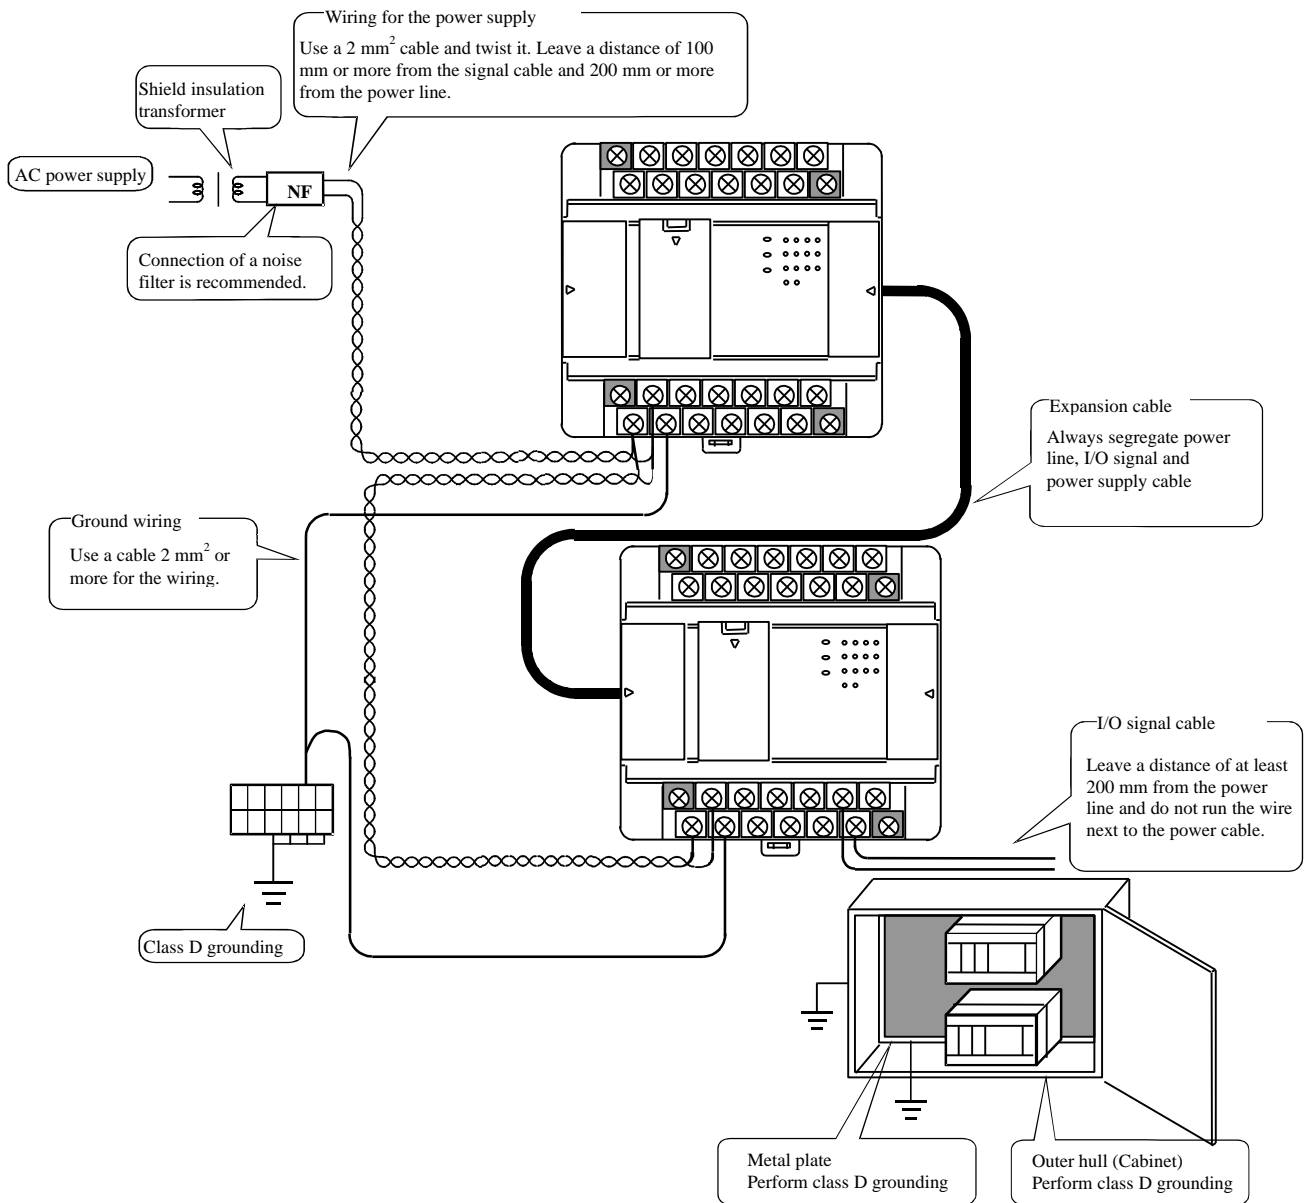 Wiring for the power supply
Use a 2 mm² cable and twist it. Leave a distance of 100
mm or more from the signal cable and 200 mm or more
from the power line.
Shield insulation
transformer
AC power supply
NF
Connection of a noise
filter is recommended.
Expansion cable
Always segregate power
line, I/O signal and
power supply cable
Ground wiring
Use a cable 2 mm² or
more for the wiring.
I/O signal cable
Leave a distance of at least
200 mm from the power
line and do not run the wire
next to the power cable.
Class D grounding
Metal plate
Perform class D grounding
Outer hull (Cabinet)
Perform class D grounding